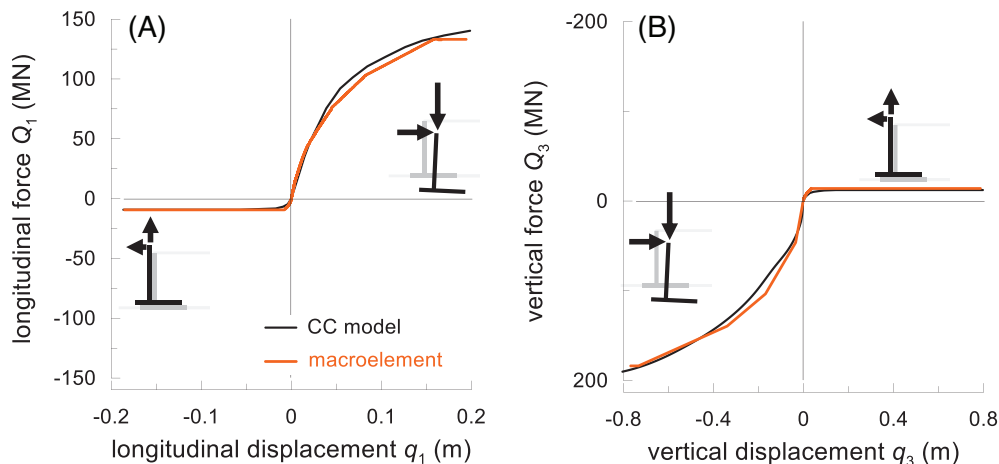 (A)
longitudinal force Q1 (MN)
150
100
50
0
-50
-100
-150
-0.2
-0.1
0
0.1
0.2
longitudinal displacement q1 (m)
CC model
macroelement
(B)
vertical force Q3 (MN)
-200
0
200
-0.8
-0.4
0
0.4
0.8
vertical displacement q3 (m)